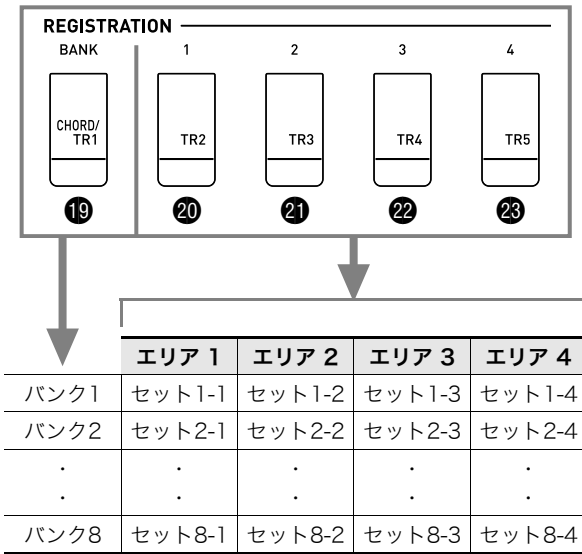 REGISTRATION
BANK 1 2 3 4
CHORD/
TR1 TR2 TR3 TR4 TR5
⓳ ⓴ ㉑ ㉒ ㉓
エリア 1 エリア 2 エリア 3 エリア 4
バンク1 セット1-1 セット1-2 セット1-3 セット1-4
バンク2 セット2-1 セット2-2 セット2-3 セット2-4
・ ・ ・ ・ ・
・ ・ ・ ・ ・
バンク8 セット8-1 セット8-2 セット8-3 セット8-4